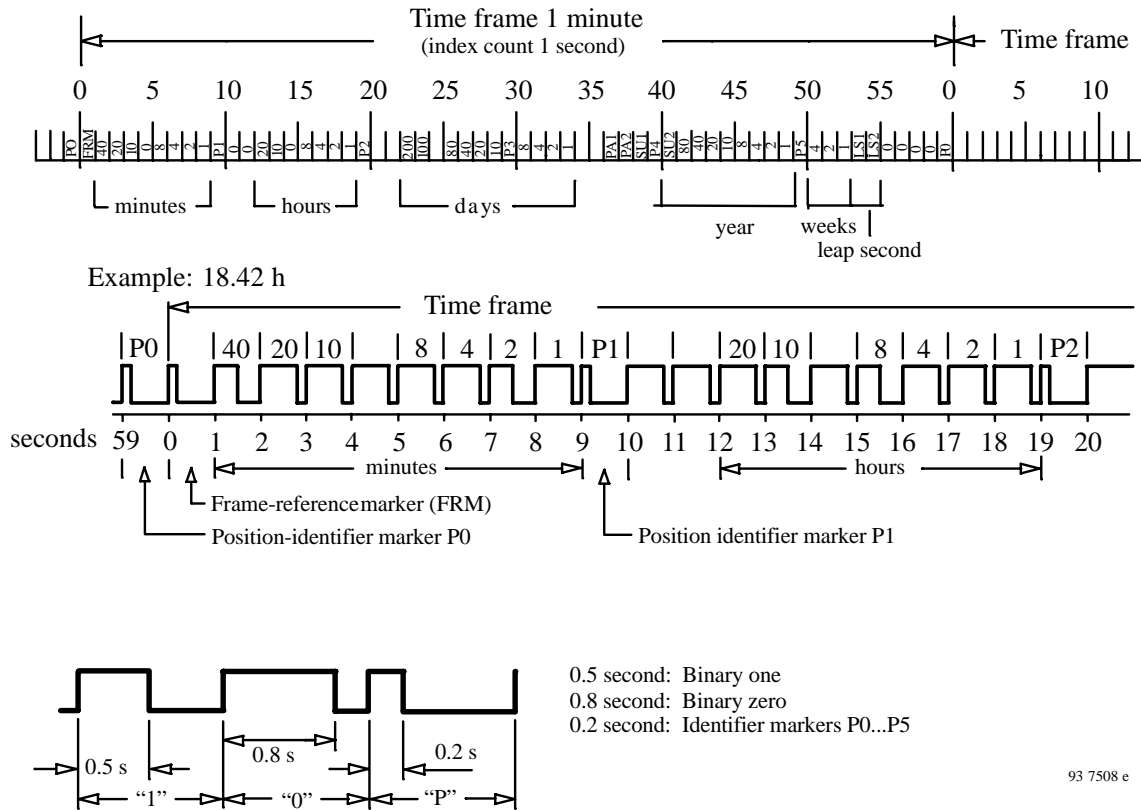 Time frame 1 minute
(index count 1 second)
Time frame
0 5 10 15 20 25 30 35 40 45 50 55 0 5 10
PO FRM 40 20 10 0 8 4 2 1 P1 0 0 20 10 0 8 4 2 1 P2 200 100 80 40 20 10 P3 8 4 2 1 PA1 PA2 SU1 P4 SU2 80 40 20 10 8 4 2 1 P5 4 2 1 LS1 LS2 0 0 0 0 P0
minutes hours days year weeks
leap second
Example: 18.42 h
Time frame
P0 40 20 10 8 4 2 1 P1 20 10 8 4 2 1 P2
seconds 59 0 1 2 3 4 5 6 7 8 9 10 11 12 13 14 15 16 17 18 19 20
minutes hours
Frame-reference marker (FRM)
Position-identifier marker P0 Position identifier marker P1
0.5 second: Binary one
0.8 second: Binary zero
0.2 second: Identifier markers P0...P5
0.5 s 0.8 s 0.2 s
“1” “0” “P”
93 7508 e